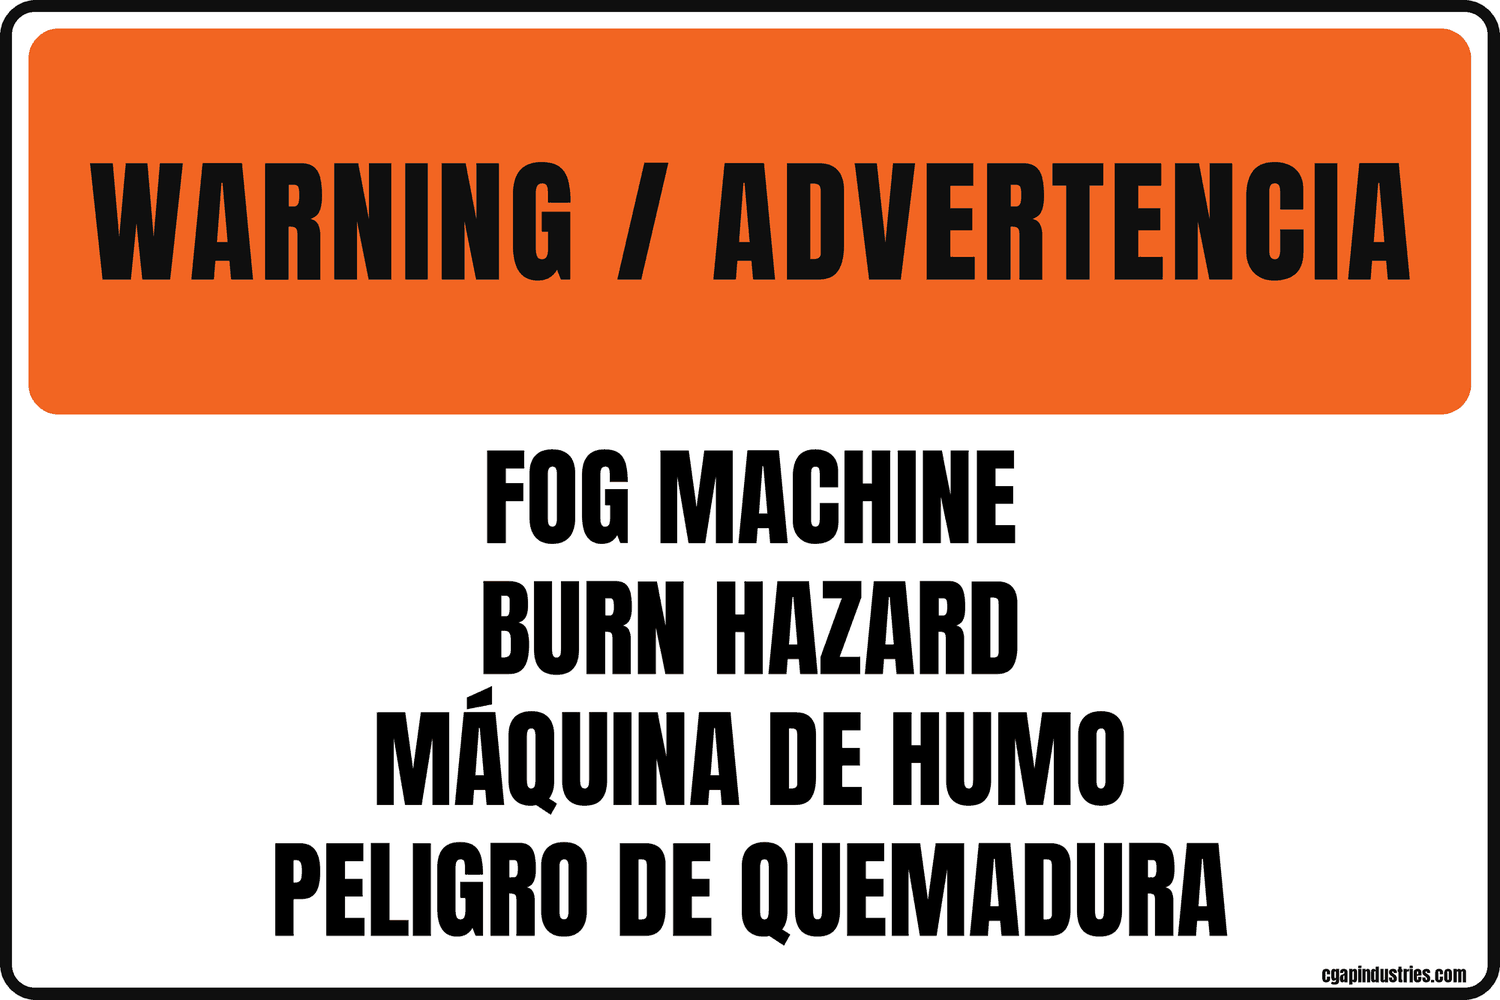 WARNING / ADVERTENCIA
FOG MACHINE
BURN HAZARD
MÁQUINA DE HUMO
PELIGRO DE QUEMADURA
cgapindustries.com